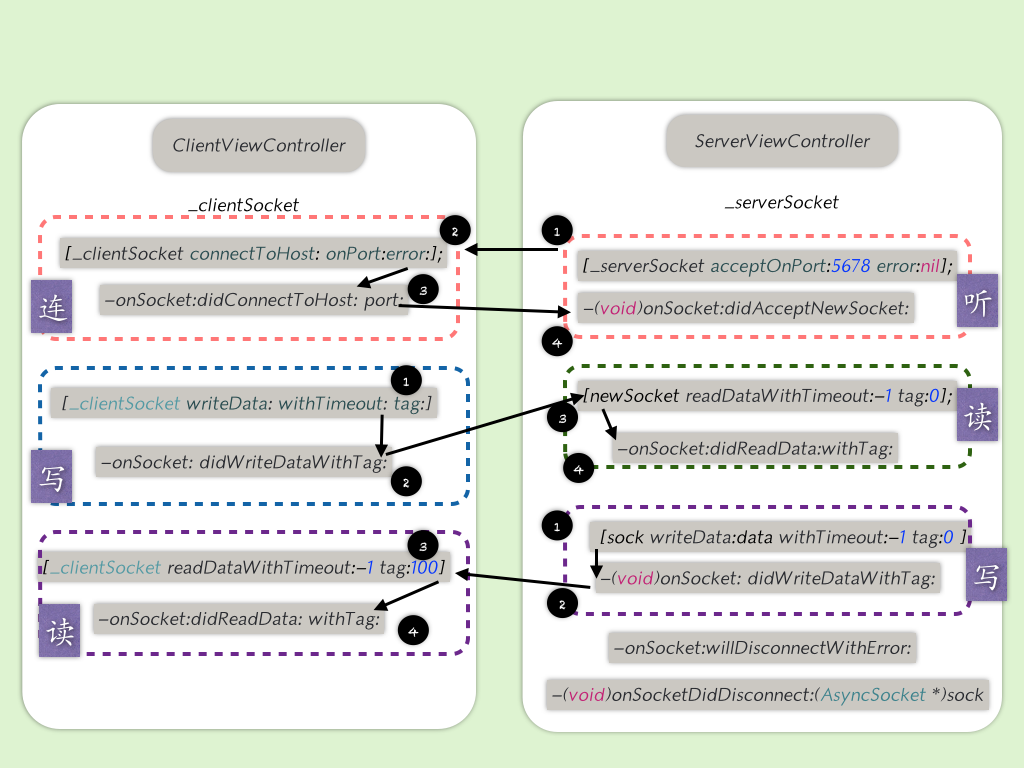 ClientViewController
_clientSocket
2
[_clientSocket connectToHost: onPort:error:];
-onSocket:didConnectToHost: port:
3
连
1
[_clientSocket writeData: withTimeout: tag:]
-onSocket: didWriteDataWithTag:
2
写
3
[_clientSocket readDataWithTimeout:-1 tag:100]
-onSocket:didReadData: withTag:
4
读
ServerViewController
_serverSocket
1
[_serverSocket acceptOnPort:5678 error:nil];
-(void)onSocket:didAcceptNewSocket:
听
4
[newSocket readDataWithTimeout:-1 tag:0];
3
-onSocket:didReadData:withTag:
读
4
1
[sock writeData:data withTimeout:-1 tag:0 ]
-(void)onSocket: didWriteDataWithTag:
写
2
-onSocket:willDisconnectWithError:
-(void)onSocketDidDisconnect:(AsyncSocket *)sock